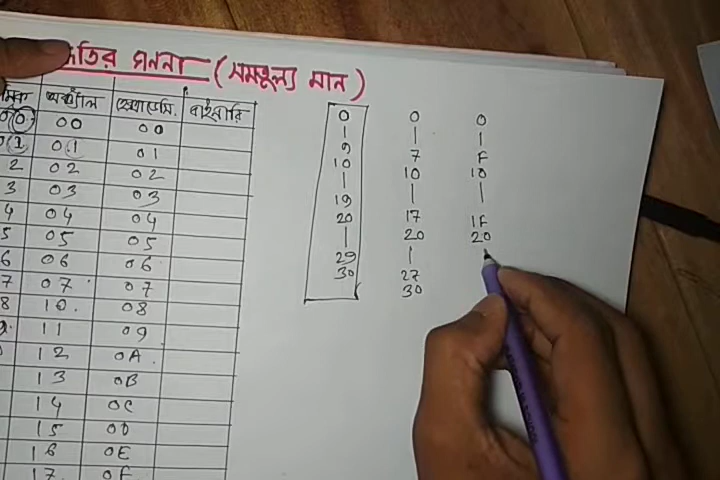 গননা (সমমূল্য মান)
অক্টাল হেক্সাডেসি. বাইনারি
0 00 00
1 01 01
2 02 02
3 03 03
4 04 04
5 05 05
6 06 06
7 07 07
8 10 08
9 11 09
12 0A
13 0B
14 0C
15 0D
16 0E
17 0F
0 0 0
9 7 F
10 10 10
19 17 1F
20 20 20
29 27
30 30